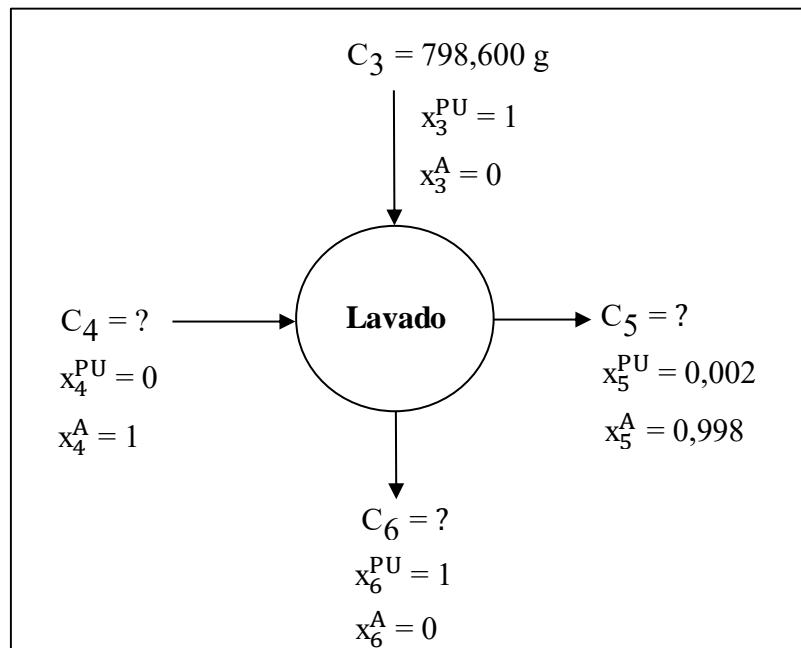 C₃ = 798,600 g
x₃ᴾᵁ = 1
x₃ᴬ = 0
Lavado
C₄ = ?
x₄ᴾᵁ = 0
x₄ᴬ = 1
C₅ = ?
x₅ᴾᵁ = 0,002
x₅ᴬ = 0,998
C₆ = ?
x₆ᴾᵁ = 1
x₆ᴬ = 0